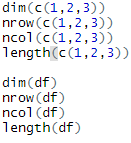 dim(c(1,2,3))
nrow(c(1,2,3))
ncol(c(1,2,3))
length(c(1,2,3))
dim(df)
nrow(df)
ncol(df)
length(df)